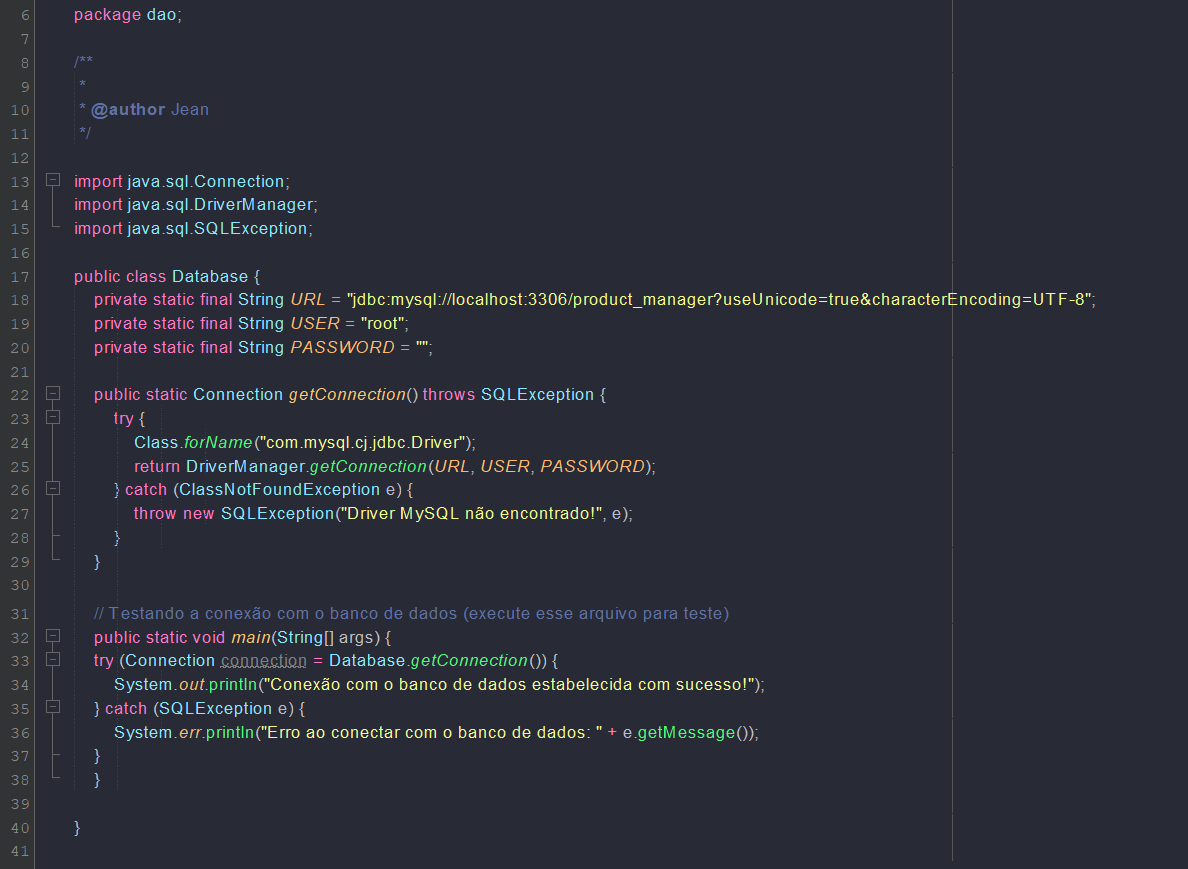 6 package dao;
7
8 /**
9 *
10 * @author Jean
11 */
12
13 import java.sql.Connection;
14 import java.sql.DriverManager;
15 import java.sql.SQLException;
16
17 public class Database {
18 private static final String URL = "jdbc:mysql://localhost:3306/product_manager?useUnicode=true&characterEncoding=UTF-8";
19 private static final String USER = "root";
20 private static final String PASSWORD = "";
21
22 public static Connection getConnection() throws SQLException {
23 try {
24 Class.forName("com.mysql.cj.jdbc.Driver");
25 return DriverManager.getConnection(URL, USER, PASSWORD);
26 } catch (ClassNotFoundException e) {
27 throw new SQLException("Driver MySQL não encontrado!", e);
28 }
29 }
30
31 // Testando a conexão com o banco de dados (execute esse arquivo para teste)
32 public static void main(String[] args) {
33 try (Connection connection = Database.getConnection()) {
34 System.out.println("Conexão com o banco de dados estabelecida com sucesso!");
35 } catch (SQLException e) {
36 System.err.println("Erro ao conectar com o banco de dados: " + e.getMessage());
37 }
38 }
39
40 }
41